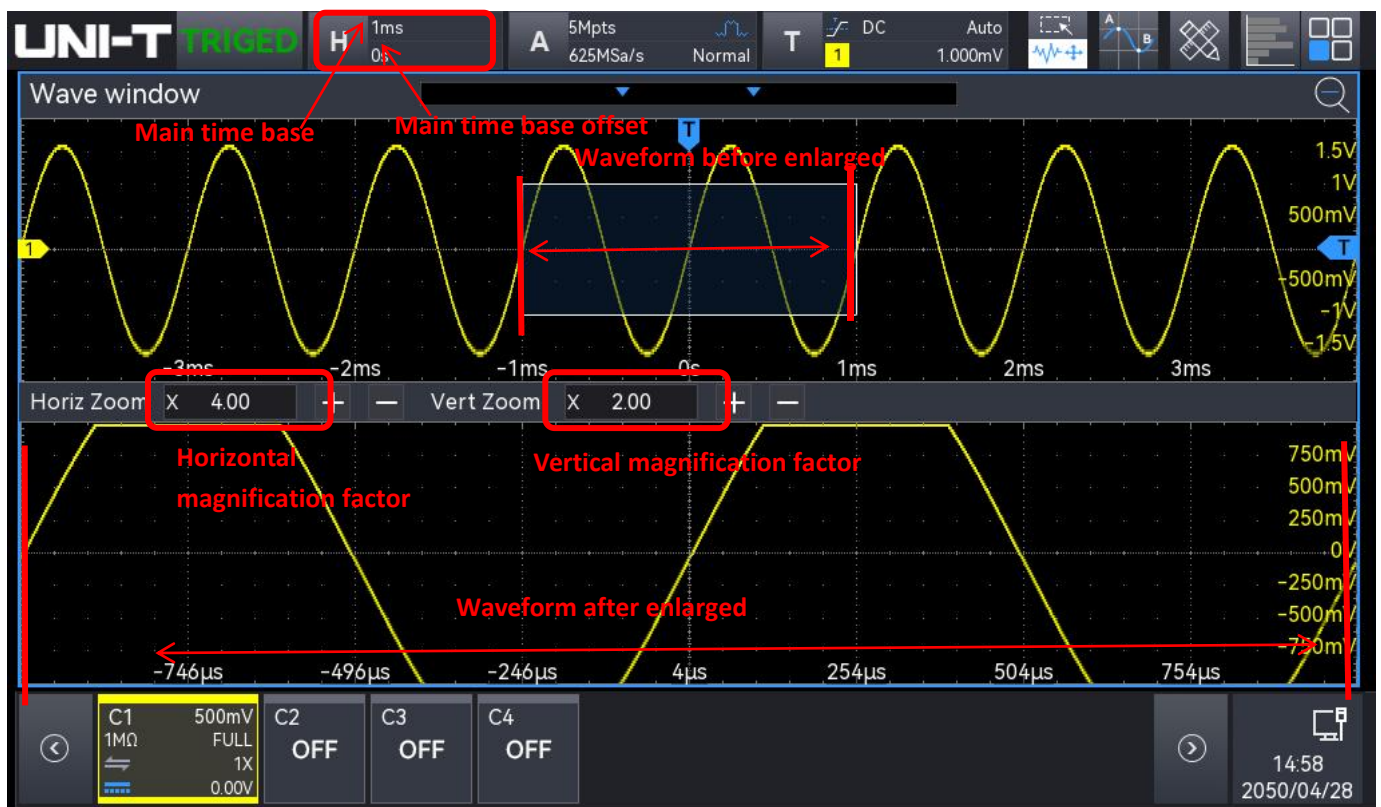 UNI-T TRIGED H 1ms A 5Mpts T DC Auto A
0s 625MSa/s Normal 1 1.000mV B
Wave window
Main time base Main time base offset T
Waveform before enlarged 1.5V
1V
500mV
1 T
-500mV
-1V
-1.5V
-3ms -2ms -1ms 0s 1ms 2ms 3ms
Horiz Zoom X 4.00 + − Vert Zoom X 2.00 + −
Horizontal Vertical magnification factor 750mV
magnification factor 500mV
250mV
0V
-250mV
Waveform after enlarged -500mV
-750mV
-746µs -496µs -246µs 4µs 254µs 504µs 754µs
C1 500mV C2 C3 C4
1MΩ FULL OFF OFF OFF
1X 14:58
0.00V 2050/04/28